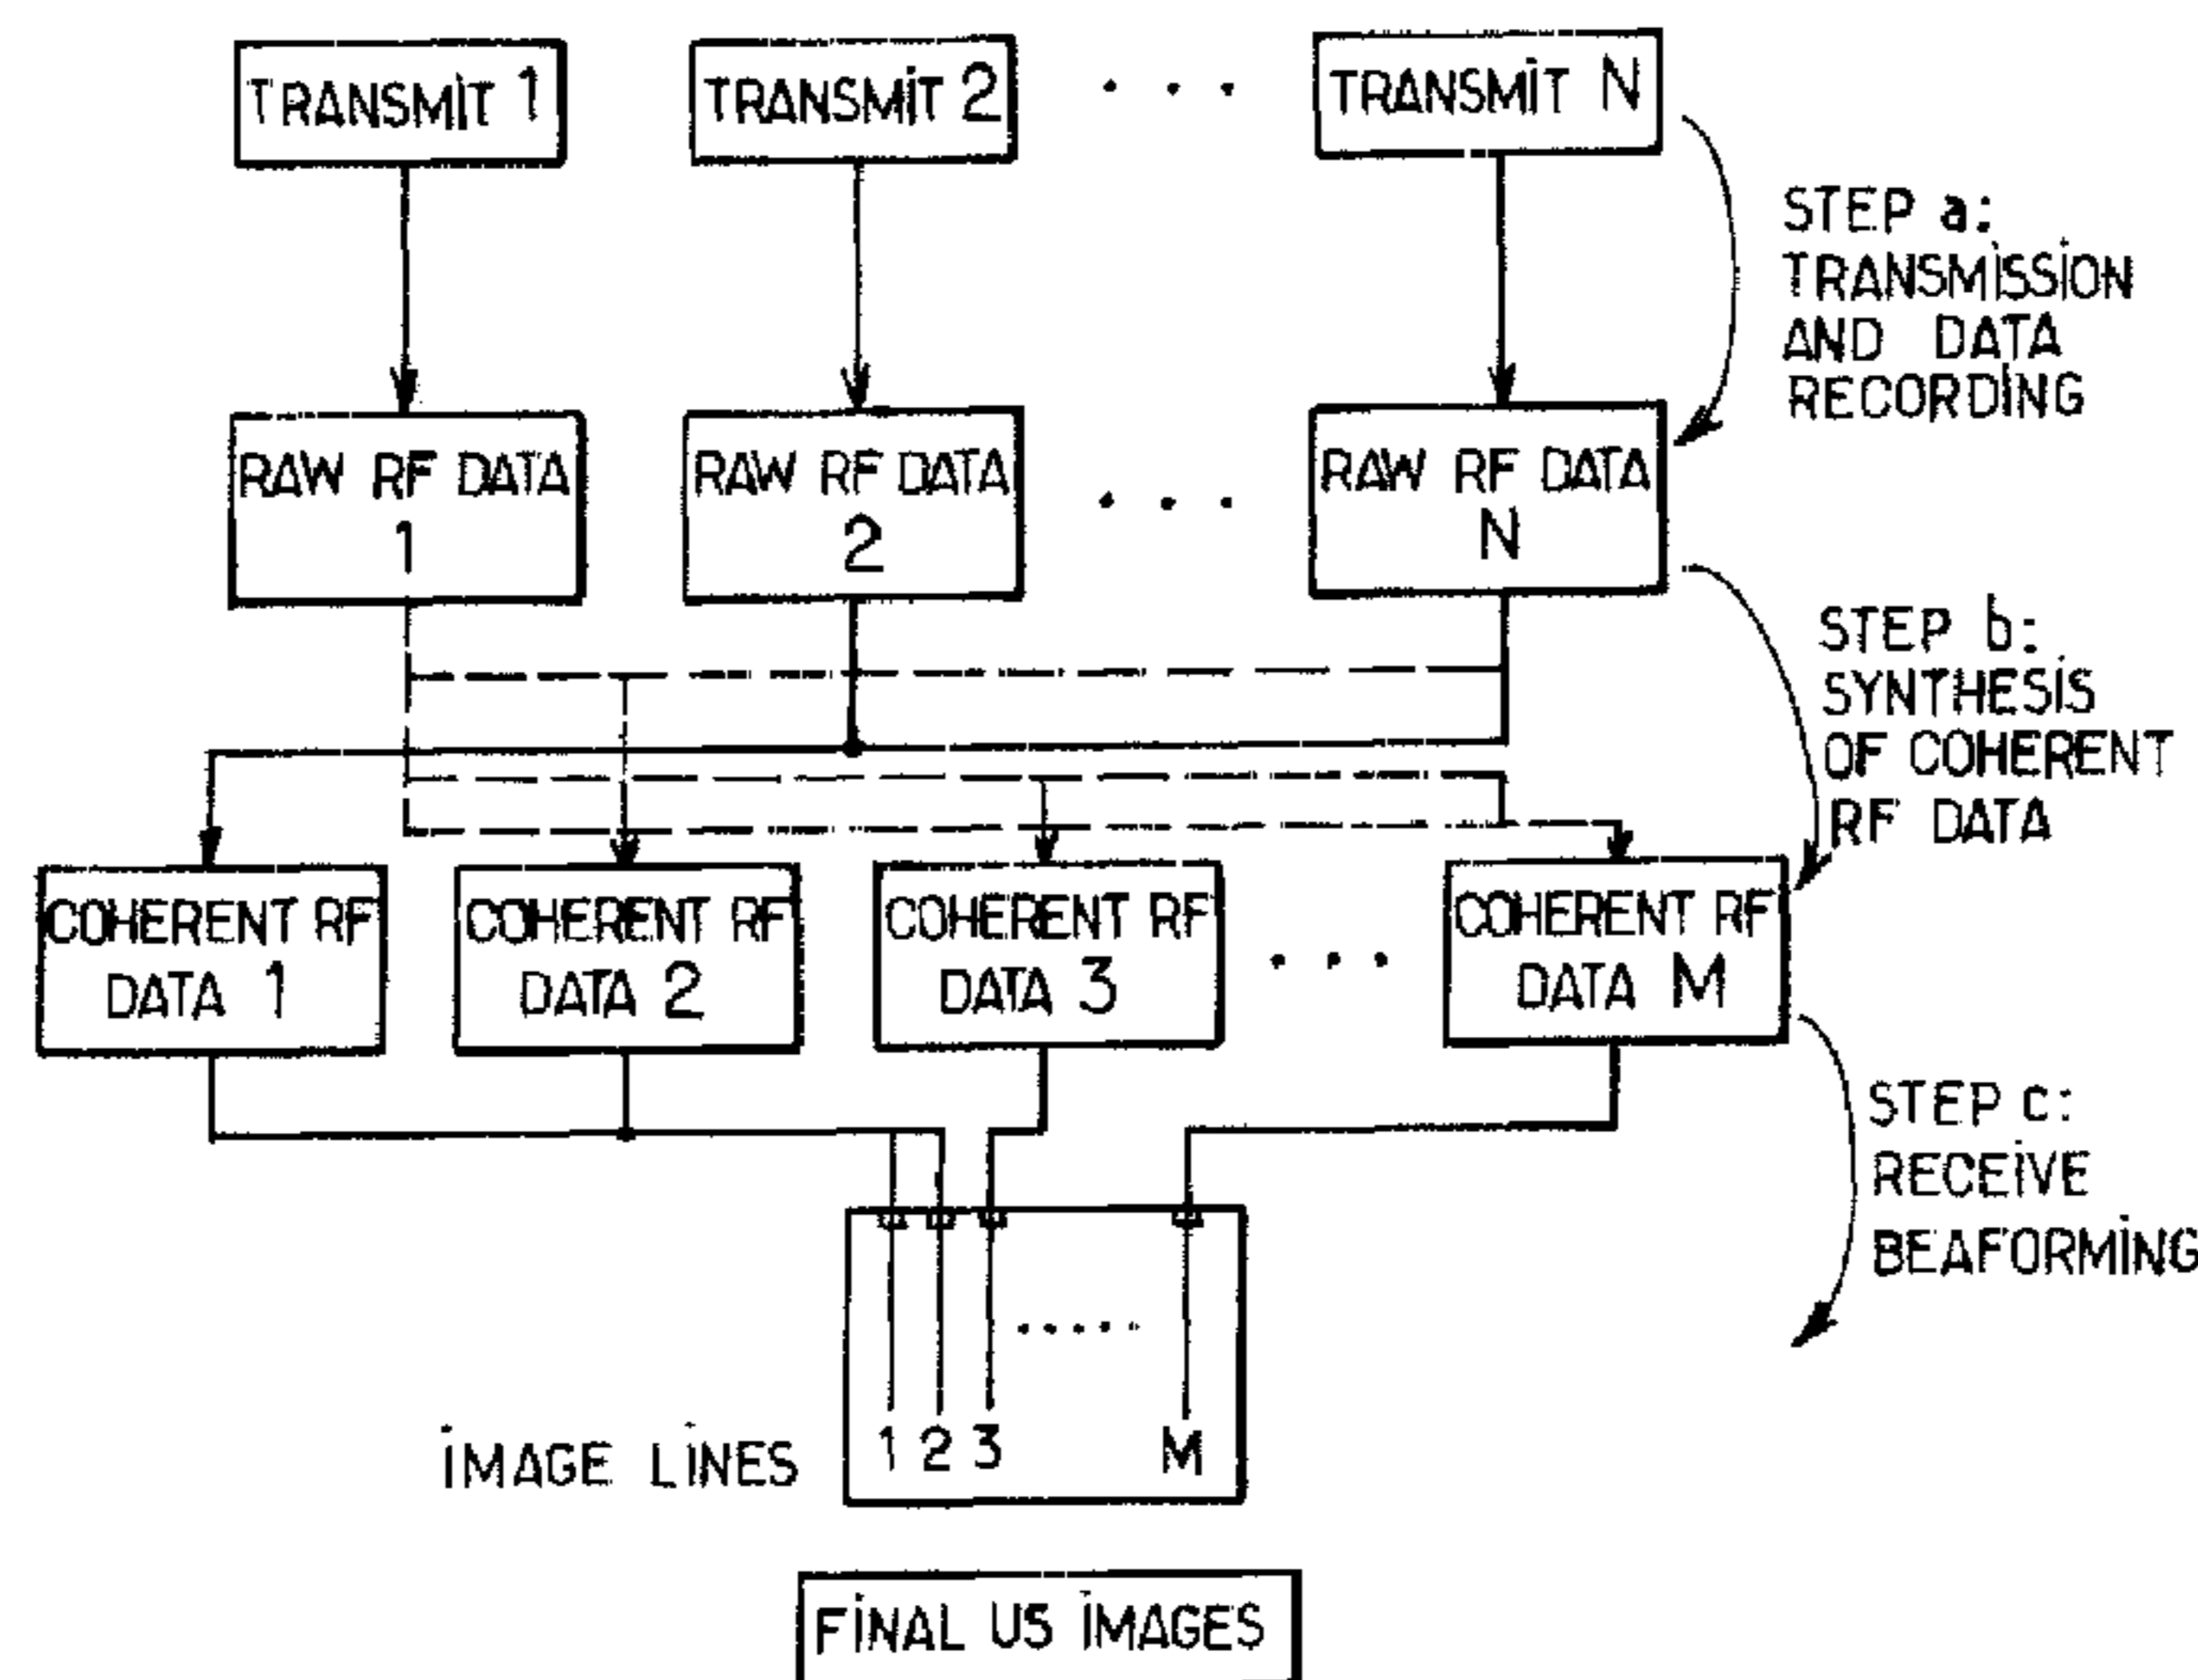 TRANSMIT 1
TRANSMIT 2
. . .
TRANSMIT N
STEP a:
TRANSMISSION
AND DATA
RECORDING
RAW RF DATA
1
RAW RF DATA
2
. . .
RAW RF DATA
N
STEP b:
SYNTHESIS
OF COHERENT
RF DATA
COHERENT RF
DATA 1
COHERENT RF
DATA 2
COHERENT RF
DATA 3
. . .
COHERENT RF
DATA M
STEP c:
RECEIVE
BEAFORMING
.....
1 2 3 M
IMAGE LINES
FINAL US IMAGES